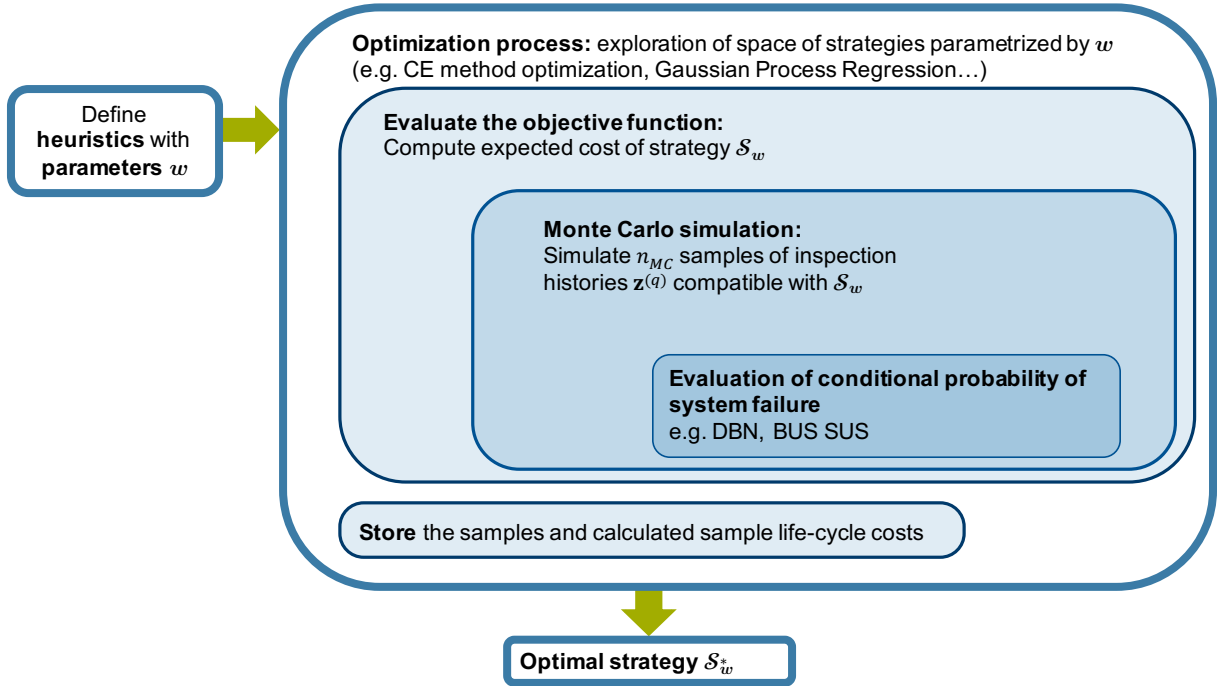 Optimization process: exploration of space of strategies parametrized by 𝒘
(e.g. CE method optimization, Gaussian Process Regression…)
Define
heuristics with
parameters 𝒘
Evaluate the objective function:
Compute expected cost of strategy 𝒮𝒘
Monte Carlo simulation:
Simulate n_MC samples of inspection
histories 𝐳^(q) compatible with 𝒮𝒘
Evaluation of conditional probability of
system failure
e.g. DBN, BUS SUS
Store the samples and calculated sample life-cycle costs
Optimal strategy 𝒮*𝒘